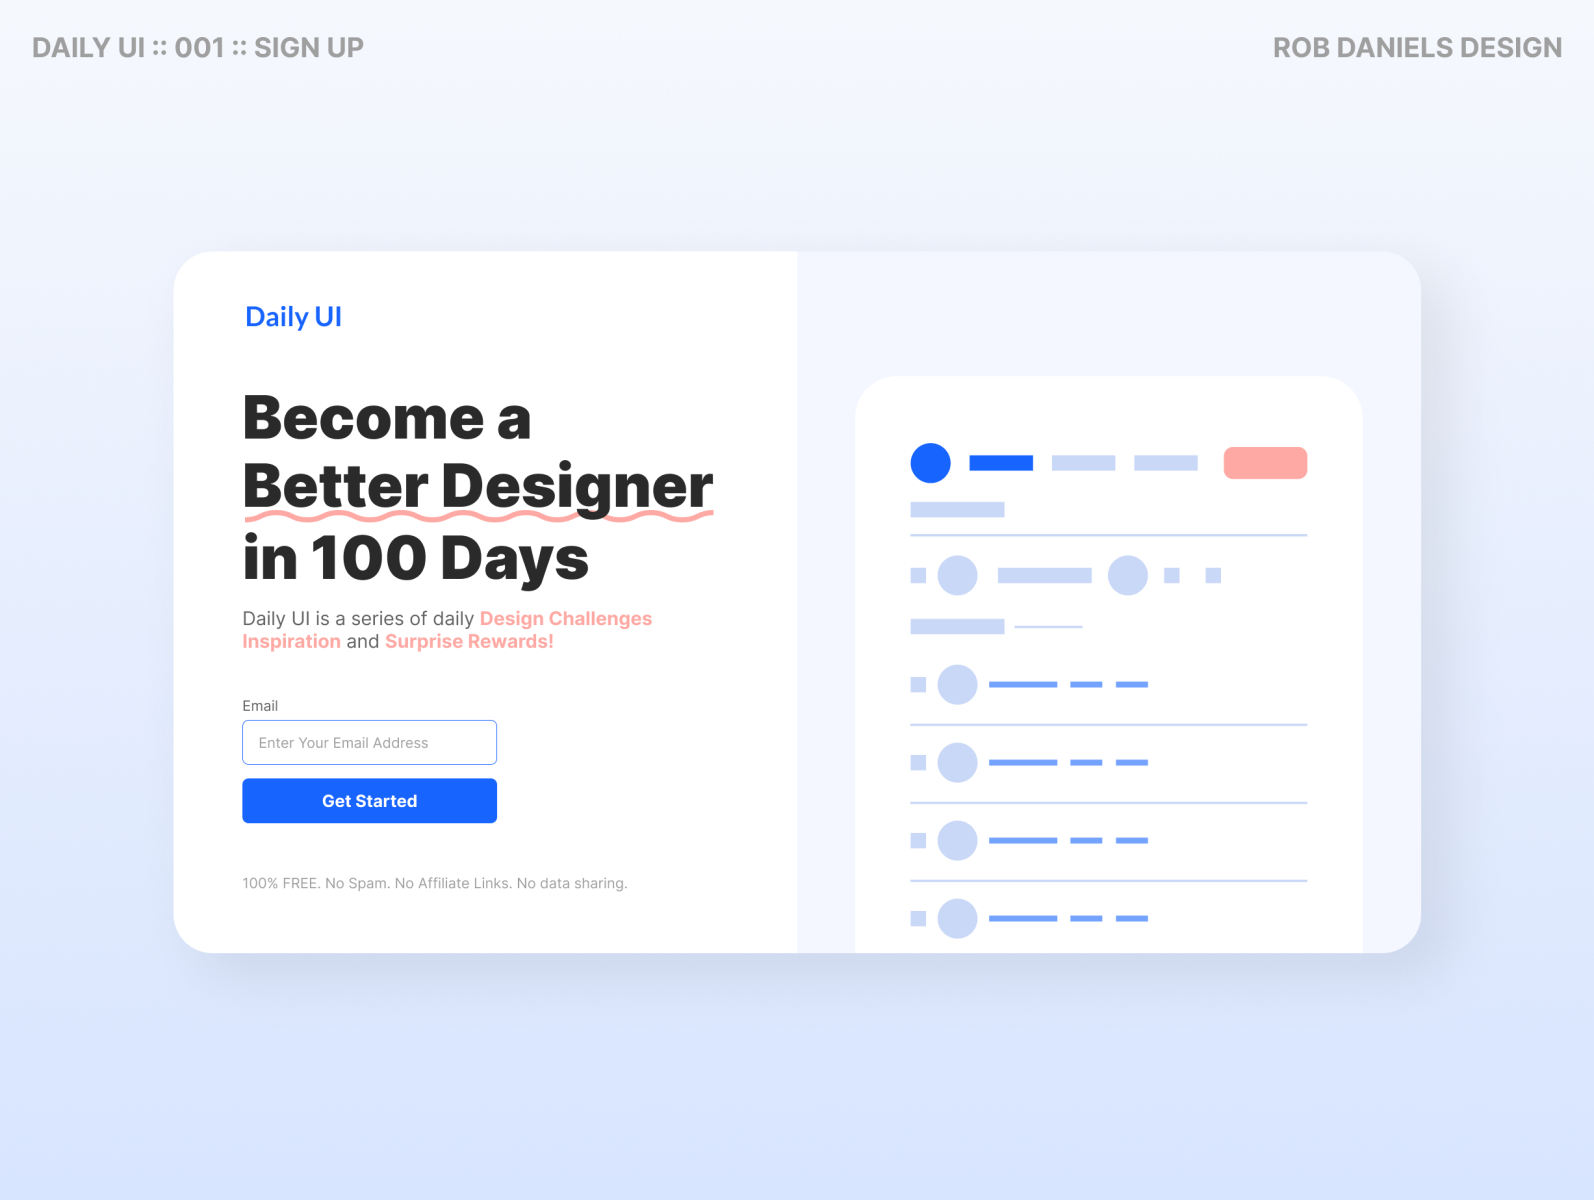 DAILY UI :: 001 :: SIGN UP
ROB DANIELS DESIGN
Daily UI
Become a
Better Designer
in 100 Days
Daily UI is a series of daily Design Challenges
Inspiration and Surprise Rewards!
Email
Enter Your Email Address
Get Started
100% FREE. No Spam. No Affiliate Links. No data sharing.